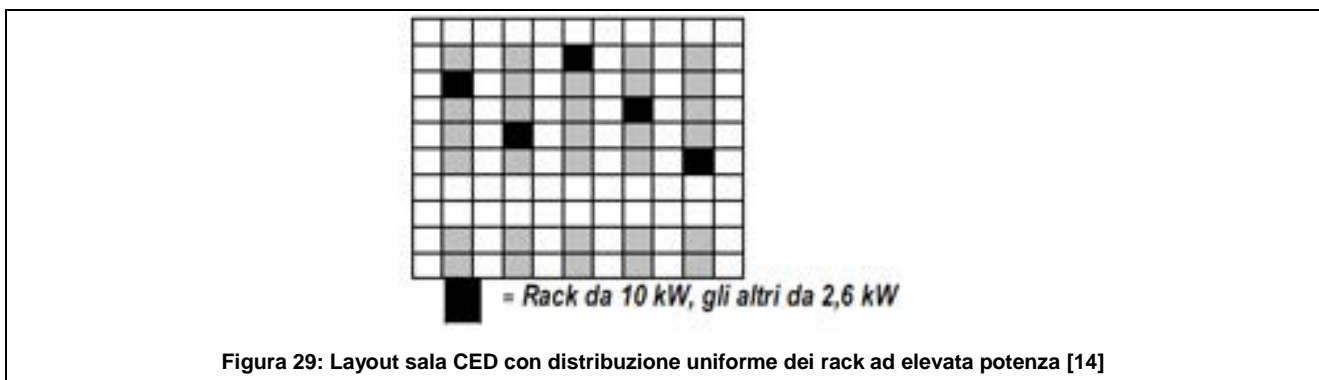 = Rack da 10 kW, gli altri da 2,6 kW
Figura 29: Layout sala CED con distribuzione uniforme dei rack ad elevata potenza [14]